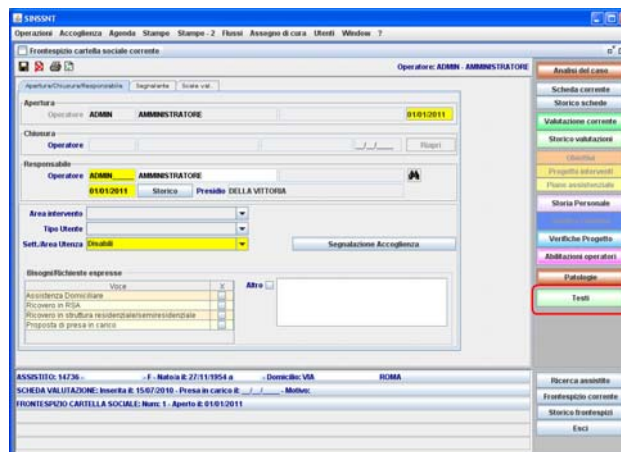 SINSSNT
Operazioni Accoglienza Agenda Stampe Stampe - 2 Flussi Assegno di cura Utenti Window ?
Frontespizio cartella sociale corrente
Operatore: ADMIN - AMMINISTRATORE
Apertura/Chiusura/Responsabile Segnalante Scale val.
Apertura
Operatore ADMIN AMMINISTRATORE 01/01/2011
Chiusura
Operatore __/__/____ Riapri
Responsabile
Operatore ADMIN AMMINISTRATORE
01/01/2011 Storico Presidio DELLA VITTORIA
Area intervento
Tipo Utente
Sett./Area Utenza Disabili Segnalazione Accoglienza
Bisogni/Richieste espresse
Voce X Altro
Assistenza Domiciliare
Ricovero in RSA
Ricovero in struttura residenziale/semiresidenziale
Proposta di presa in carico
Analisi del caso
Scheda corrente
Storico schede
Valutazione corrente
Storico valutazioni
Obiettivi
Progetto interventi
Piano assistenziale
Storia Personale
Verifiche Progetto
Abilitazioni operatori
Patologie
Testi
Ricerca assistito
Frontespizio corrente
Storico frontespizi
Esci
ASSISTITO: 14736 - - F - Nato/a il: 27/11/1954 a - Domicilio: VIA ROMA
SCHEDA VALUTAZIONE: Inserita il: 15/07/2010 - Presa in carico il: __/__/____ - Motivo:
FRONTESPIZIO CARTELLA SOCIALE: Num: 1 - Aperto il: 01/01/2011